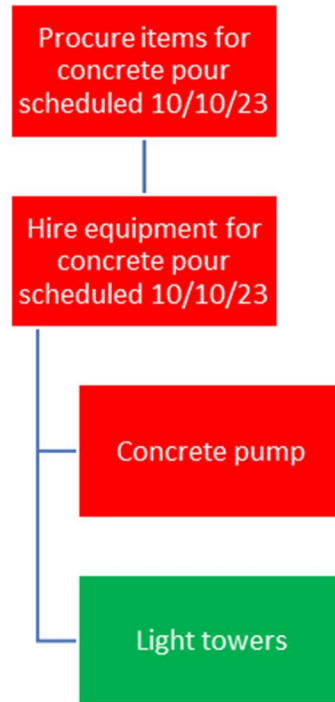 Procure items for
concrete pour
scheduled 10/10/23
Hire equipment for
concrete pour
scheduled 10/10/23
Concrete pump
Light towers